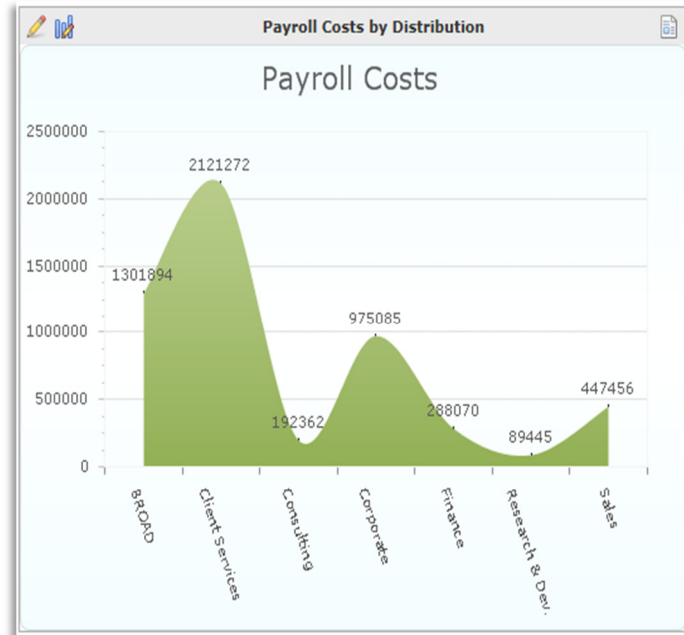 Payroll Costs by Distribution
Payroll Costs
2500000
2121272
2000000
1500000
1301894
1000000
975085
500000
447456
288070
192362
89445
0
BROAD
Client Services
Consulting
Corporate
Finance
Research & Dev.
Sales